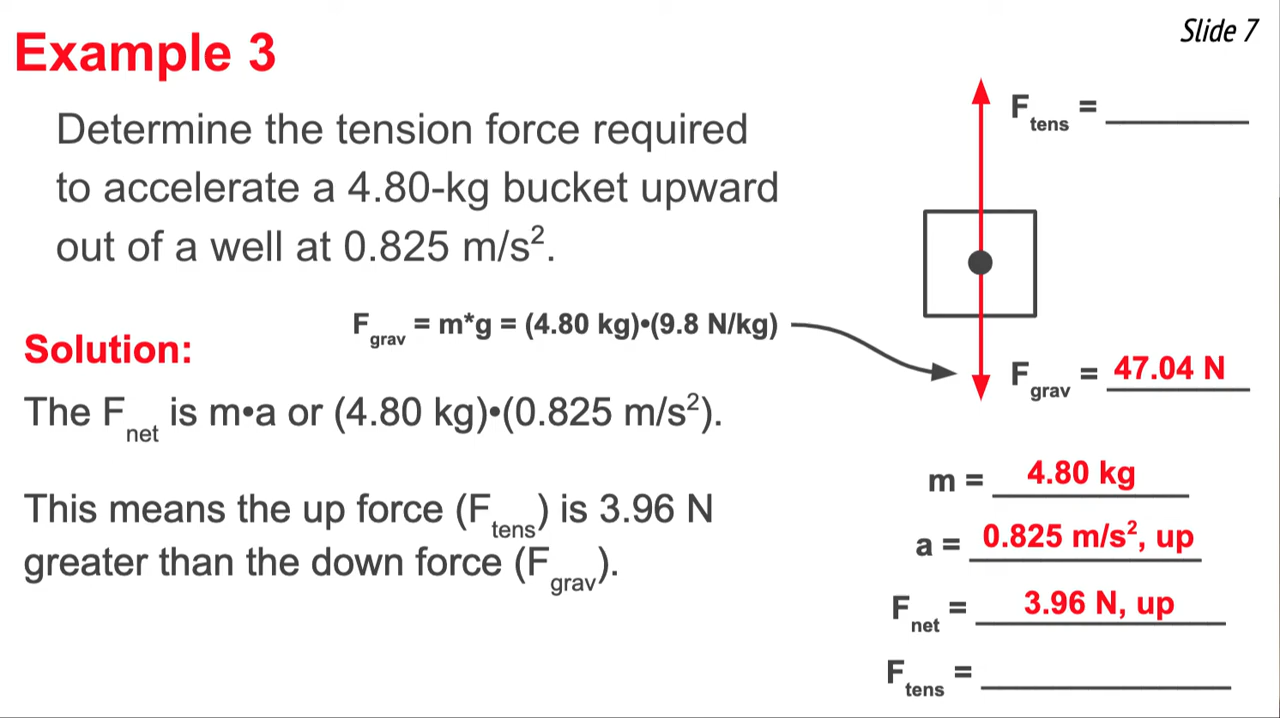 Slide 7
Example 3
Determine the tension force required
to accelerate a 4.80-kg bucket upward
out of a well at 0.825 m/s².
F_tens = ________
F_grav = m*g = (4.80 kg)•(9.8 N/kg)
F_grav = 47.04 N
Solution:
The F_net is m•a or (4.80 kg)•(0.825 m/s²).
This means the up force (F_tens) is 3.96 N
greater than the down force (F_grav).
m = 4.80 kg
a = 0.825 m/s², up
F_net = 3.96 N, up
F_tens = ________